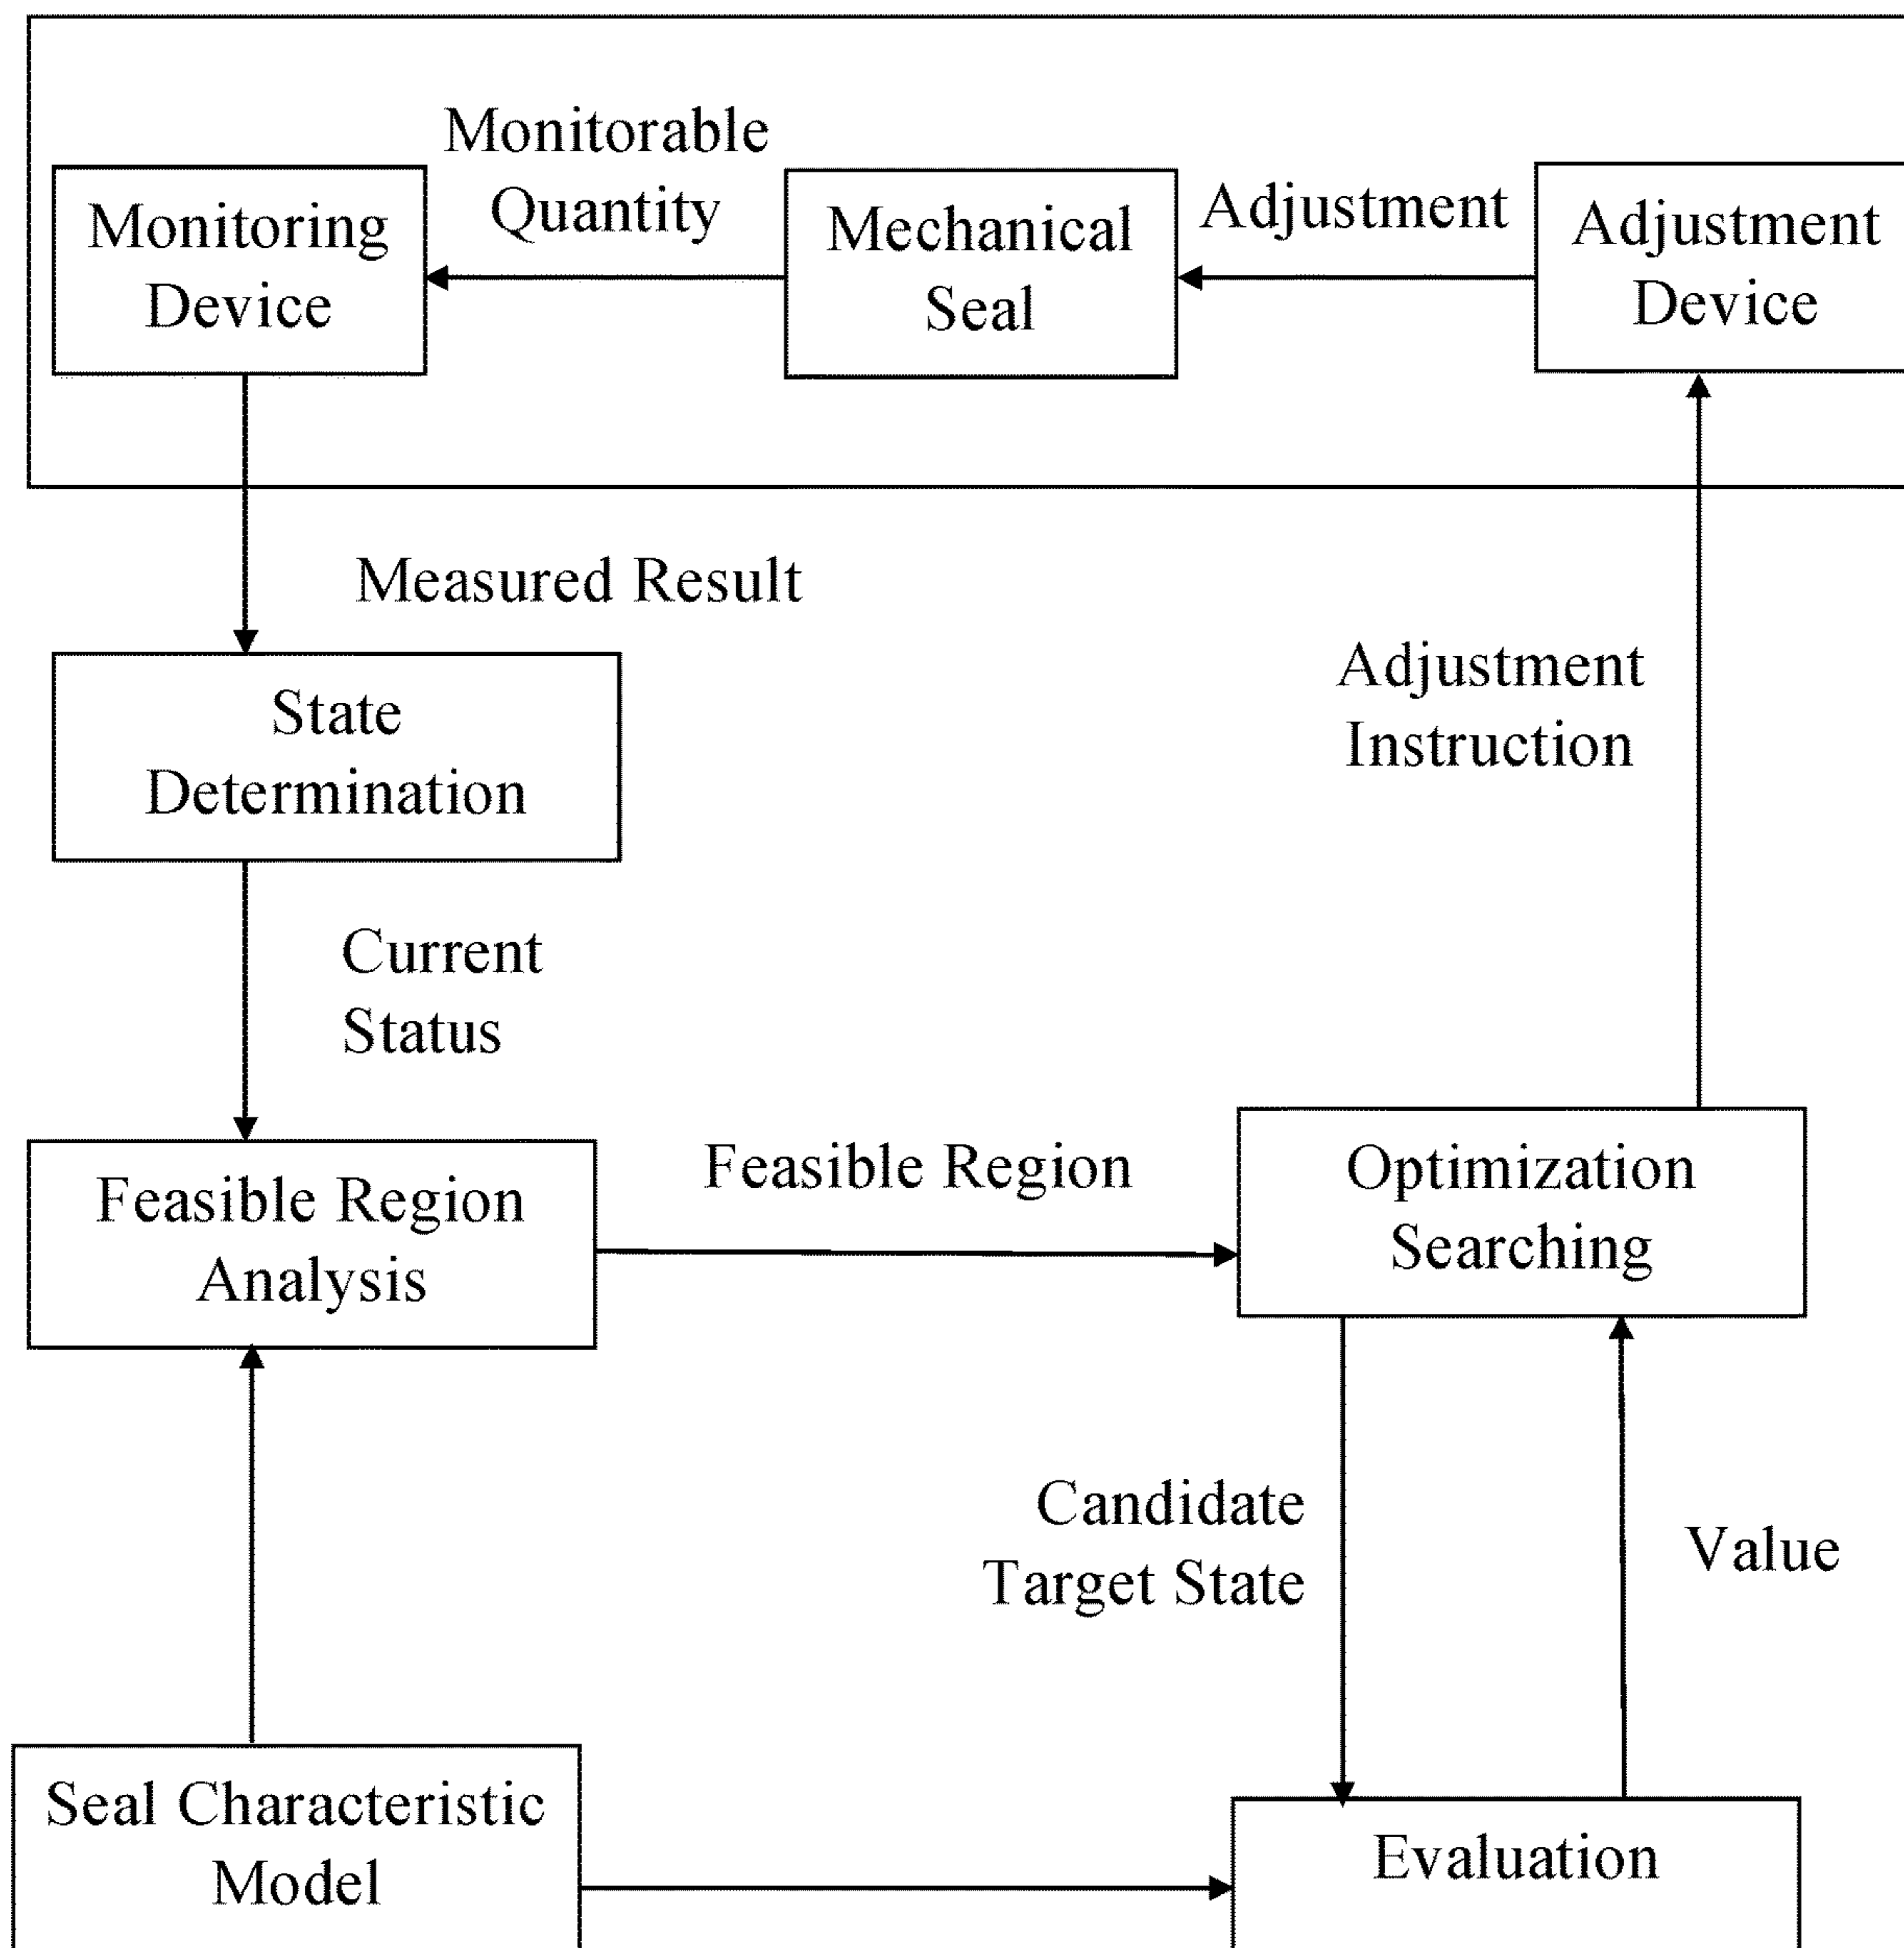 Monitorable
Quantity
Monitoring
Device
Mechanical
Seal
Adjustment
Adjustment
Device
Measured Result
State
Determination
Adjustment
Instruction
Current
Status
Feasible Region
Analysis
Feasible Region
Optimization
Searching
Candidate
Target State
Value
Seal Characteristic
Model
Evaluation